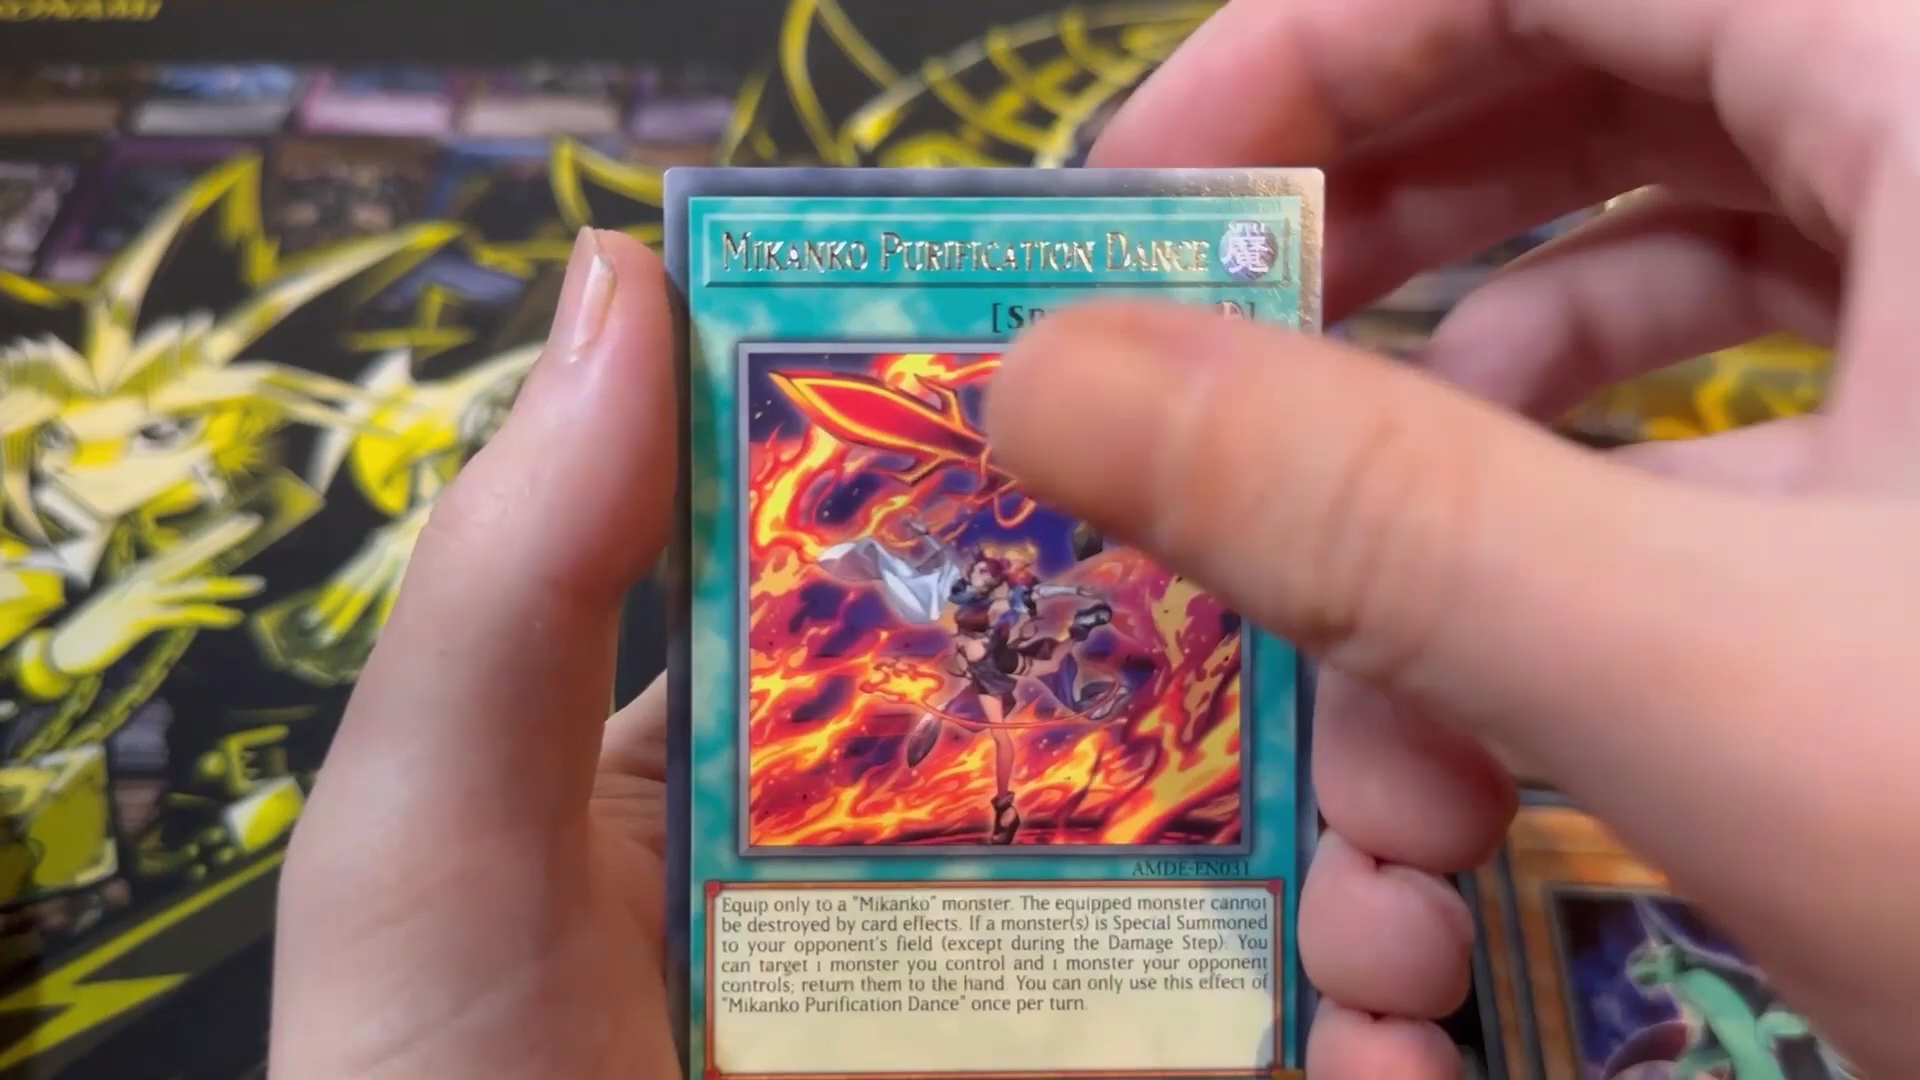 KONAMI
MIKANKO PURIFICATION DANCE
魔
AMDE-EN031
Equip only to a "Mikanko" monster. The equipped monster cannot
be destroyed by card effects. If a monster(s) is Special Summoned
to your opponent's field (except during the Damage Step): You
can target 1 monster you control and 1 monster your opponent
controls; return them to the hand. You can only use this effect of
"Mikanko Purification Dance" once per turn.